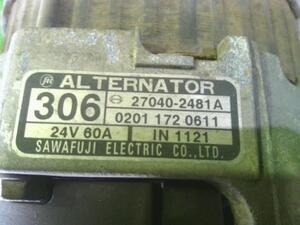 ALTERNATOR
306
27040-2481A
0201 172 0611
24V 60A
IN 1121
SAWAFUJI ELECTRIC CO.,LTD.